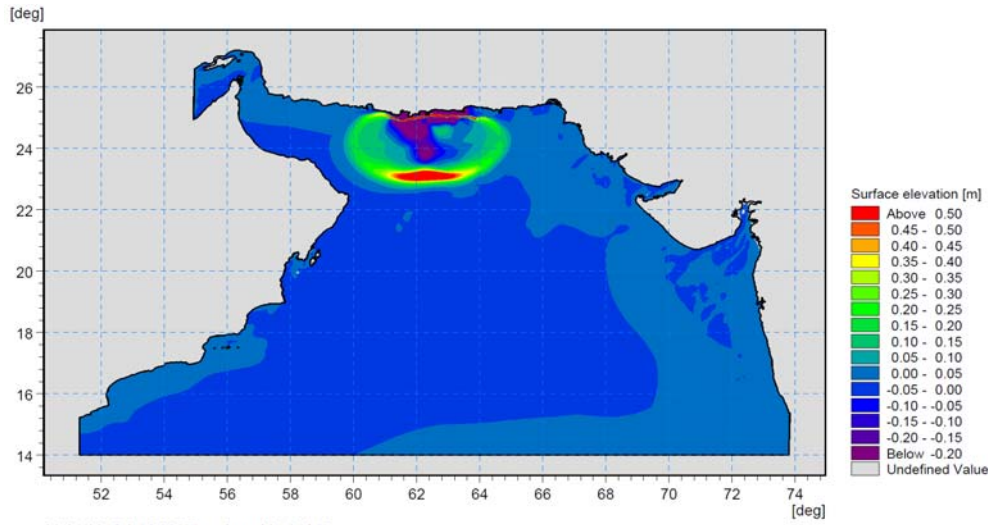 [deg]
26
24
22
20
18
16
14
52 54 56 58 60 62 64 66 68 70 72 74
[deg]
Surface elevation [m]
Above 0.50
0.45 - 0.50
0.40 - 0.45
0.35 - 0.40
0.30 - 0.35
0.25 - 0.30
0.20 - 0.25
0.15 - 0.20
0.10 - 0.15
0.05 - 0.10
0.00 - 0.05
-0.05 - 0.00
-0.10 - -0.05
-0.15 - -0.10
-0.20 - -0.15
Below -0.20
Undefined Value